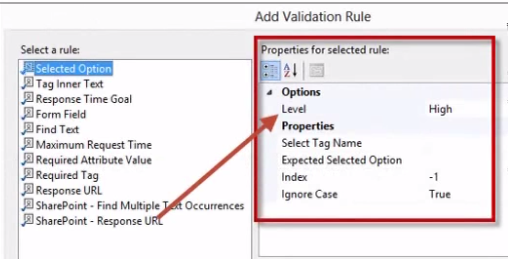 Add Validation Rule
Select a rule:
Selected Option
Tag Inner Text
Response Time Goal
Form Field
Find Text
Maximum Request Time
Required Attribute Value
Required Tag
Response URL
SharePoint - Find Multiple Text Occurrences
SharePoint - Response URL
Properties for selected rule:
Options
Level High
Properties
Select Tag Name
Expected Selected Option
Index -1
Ignore Case True